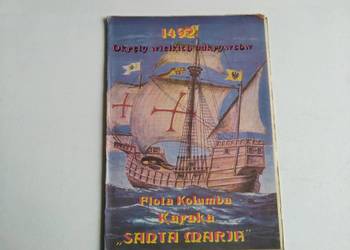 1492
Okręty wielkich odkrywców
Flota Kolumba
Karaka
„SANTA MARIA"